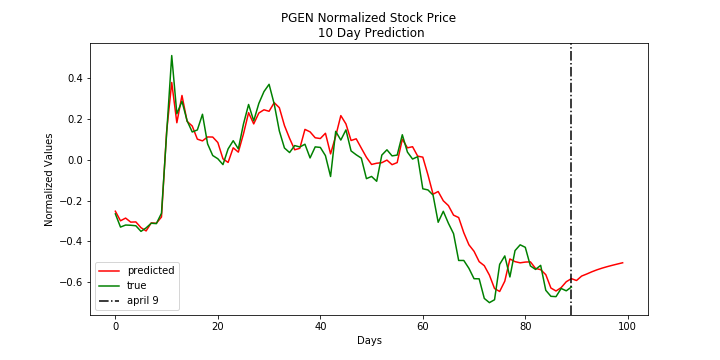 PGEN Normalized Stock Price
10 Day Prediction
Normalized Values
0.4
0.2
0.0
−0.2
−0.4
−0.6
predicted
true
april 9
0
20
40
60
80
100
Days